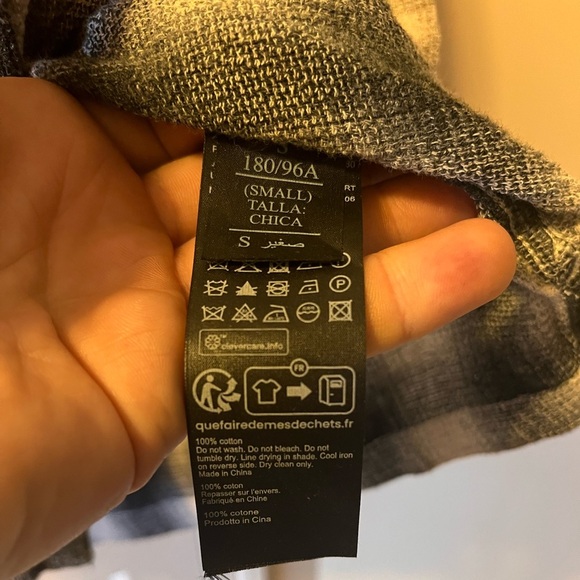 180/96A
(SMALL)
TALLA:
CHICA
S صغير
RT
06
P
clevercare.info
FR
quefairedemesdechets.fr
100% cotton
Do not wash. Do not bleach. Do not
tumble dry. Line drying in shade. Cool iron
on reverse side. Dry clean only.
Made in China
100% coton
Repasser sur l'envers.
Fabriqué en Chine
100% cotone
Prodotto in Cina